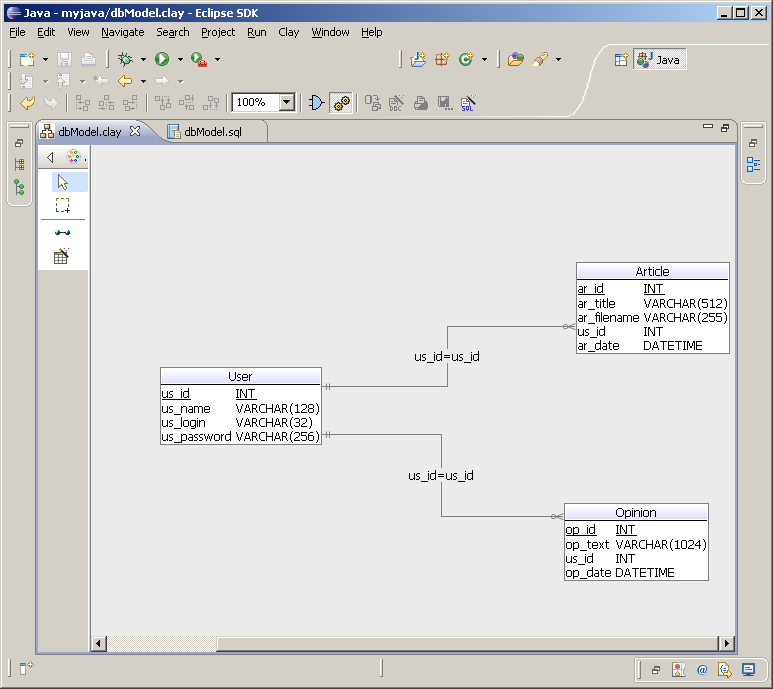 Java - myjava/dbModel.clay - Eclipse SDK
File Edit View Navigate Search Project Run Clay Window Help
Java
100%
DOC
SQL
dbModel.clay
dbModel.sql
Article
ar_id INT
ar_title VARCHAR(512)
ar_filename VARCHAR(255)
us_id INT
ar_date DATETIME
us_id=us_id
User
us_id INT
us_name VARCHAR(128)
us_login VARCHAR(32)
us_password VARCHAR(256)
us_id=us_id
Opinion
op_id INT
op_text VARCHAR(1024)
us_id INT
op_date DATETIME